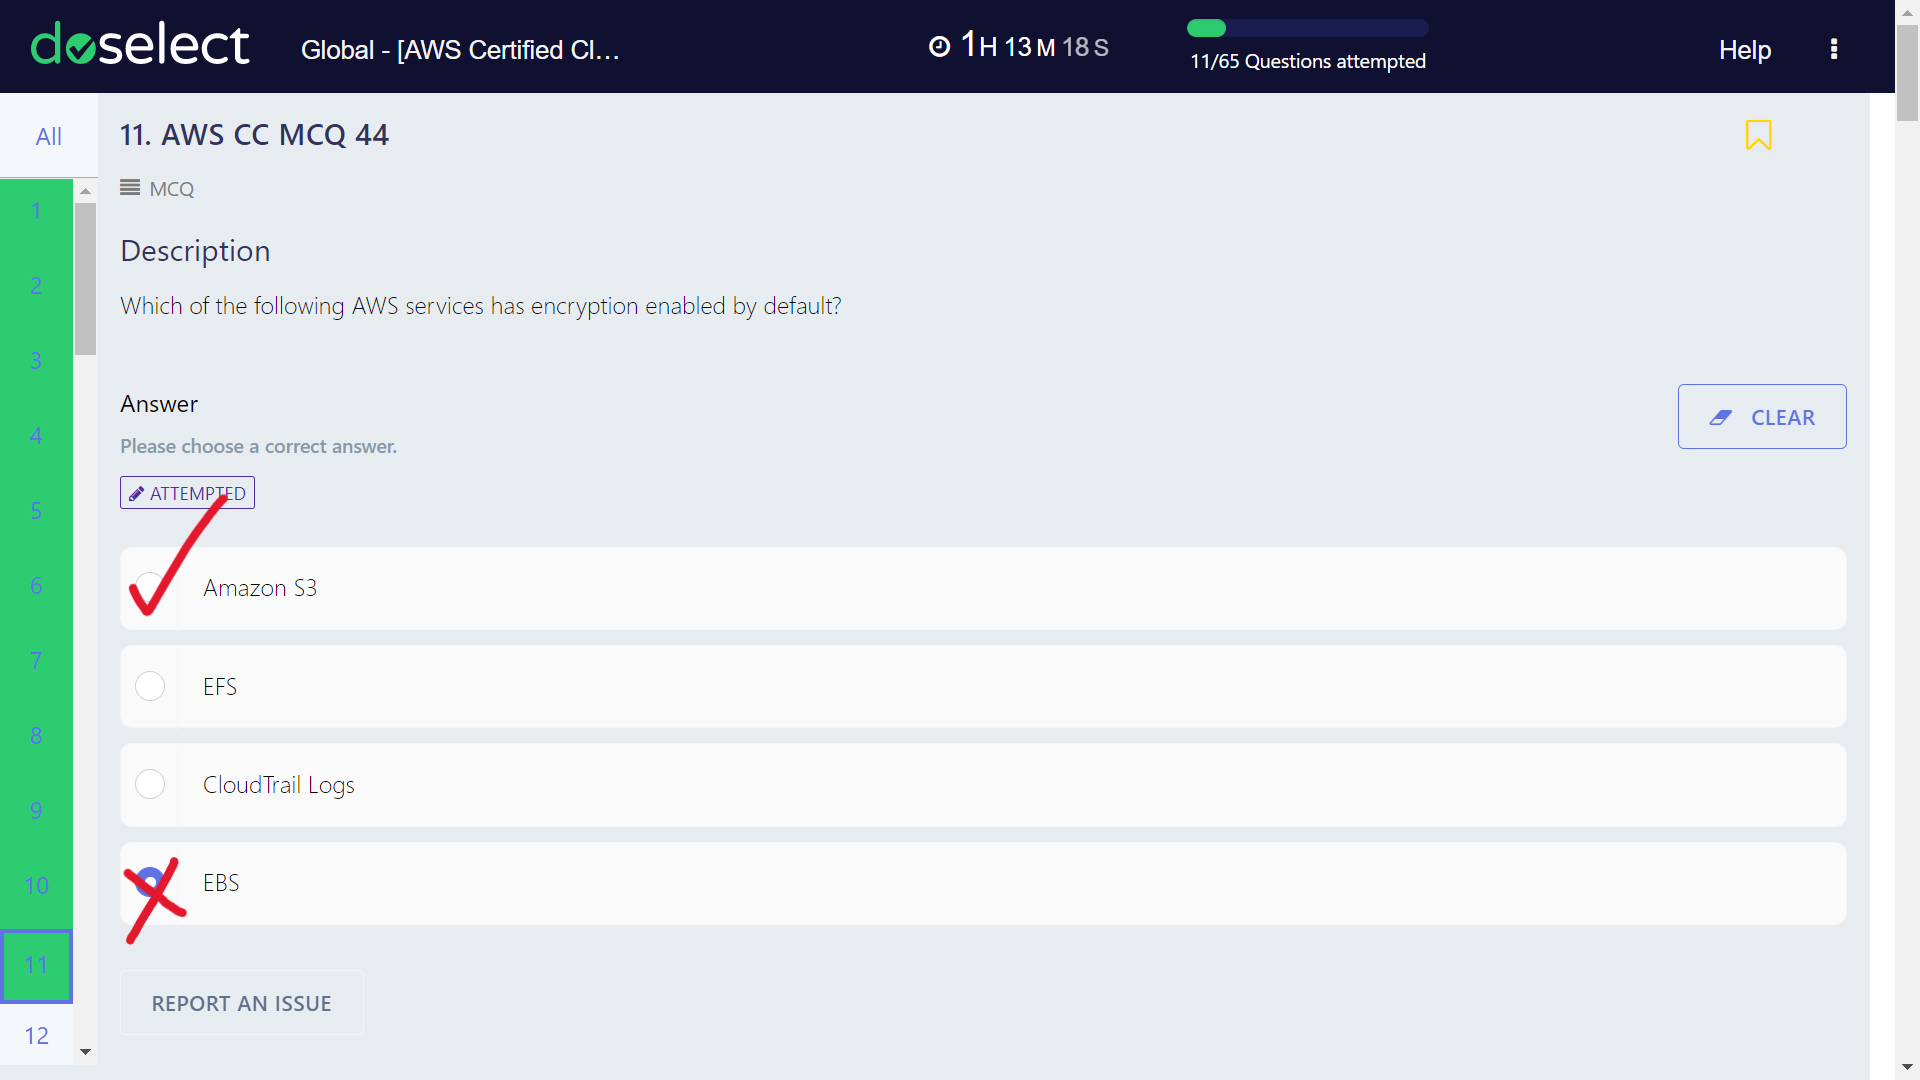 doselect
Global - [AWS Certified Cl...
1H 13M 18S
11/65 Questions attempted
Help
All
1
2
3
4
5
6
7
8
9
10
11
12
11. AWS CC MCQ 44
MCQ
Description
Which of the following AWS services has encryption enabled by default?
Answer
Please choose a correct answer.
CLEAR
ATTEMPTED
Amazon S3
EFS
CloudTrail Logs
EBS
REPORT AN ISSUE